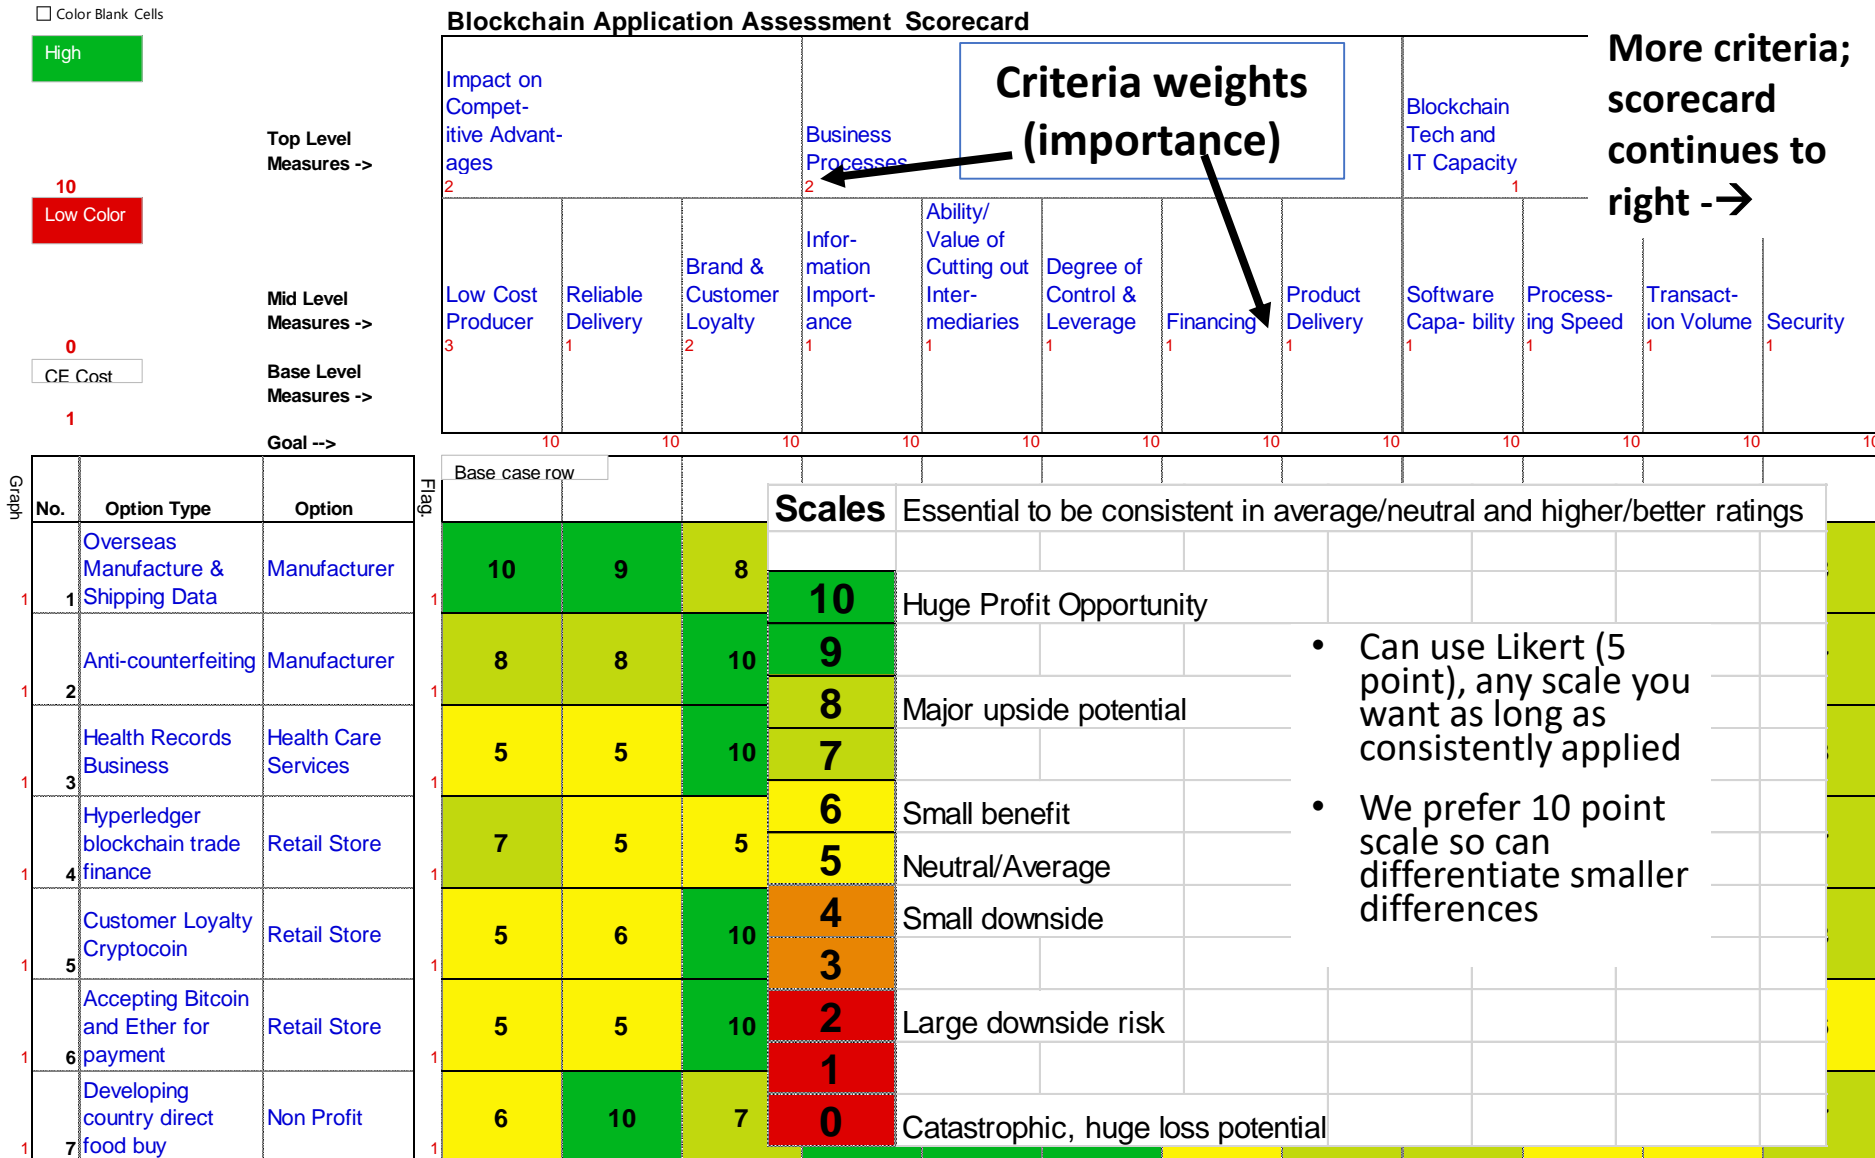 Color Blank Cells
Blockchain Application Assessment Scorecard
High
10
Low Color
0
CE Cost
1
Top Level
Measures ->
Mid Level
Measures ->
Base Level
Measures ->
Goal -->
Impact on
Compet-
itive Advant-
ages
2
Business
Processes
2
Criteria weights
(importance)
Blockchain
Tech and
IT Capacity
1
More criteria;
scorecard
continues to
right -→
Low Cost
Producer
3
Reliable
Delivery
1
Brand &
Customer
Loyalty
2
Infor-
mation
Import-
ance
1
Ability/
Value of
Cutting out
Inter-
mediaries
1
Degree of
Control &
Leverage
1
Financing
1
Product
Delivery
1
Software
Capa- bility
1
Process-
ing Speed
1
Transact-
ion Volume
1
Security
1
10 10 10 10 10 10 10 10 10 10 10
Graph
No. Option Type Option
Flag.
Base case row
1 1 Overseas
Manufacture &
Shipping Data
Manufacturer
1
10 9 8
1 2 Anti-counterfeiting Manufacturer
1
8 8 10
1 3 Health Records
Business
Health Care
Services
1
5 5 10
1 4 Hyperledger
blockchain trade
finance
Retail Store
1
7 5 5
1 5 Customer Loyalty
Cryptocoin
Retail Store
1
5 6 10
1 6 Accepting Bitcoin
and Ether for
payment
Retail Store
1
5 5 10
1 7 Developing
country direct
food buy
Non Profit
1
6 10 7
Scales Essential to be consistent in average/neutral and higher/better ratings
10 Huge Profit Opportunity
9
8 Major upside potential
7
6 Small benefit
5 Neutral/Average
4 Small downside
3
2 Large downside risk
1
0 Catastrophic, huge loss potential
• Can use Likert (5
point), any scale you
want as long as
consistently applied
• We prefer 10 point
scale so can
differentiate smaller
differences